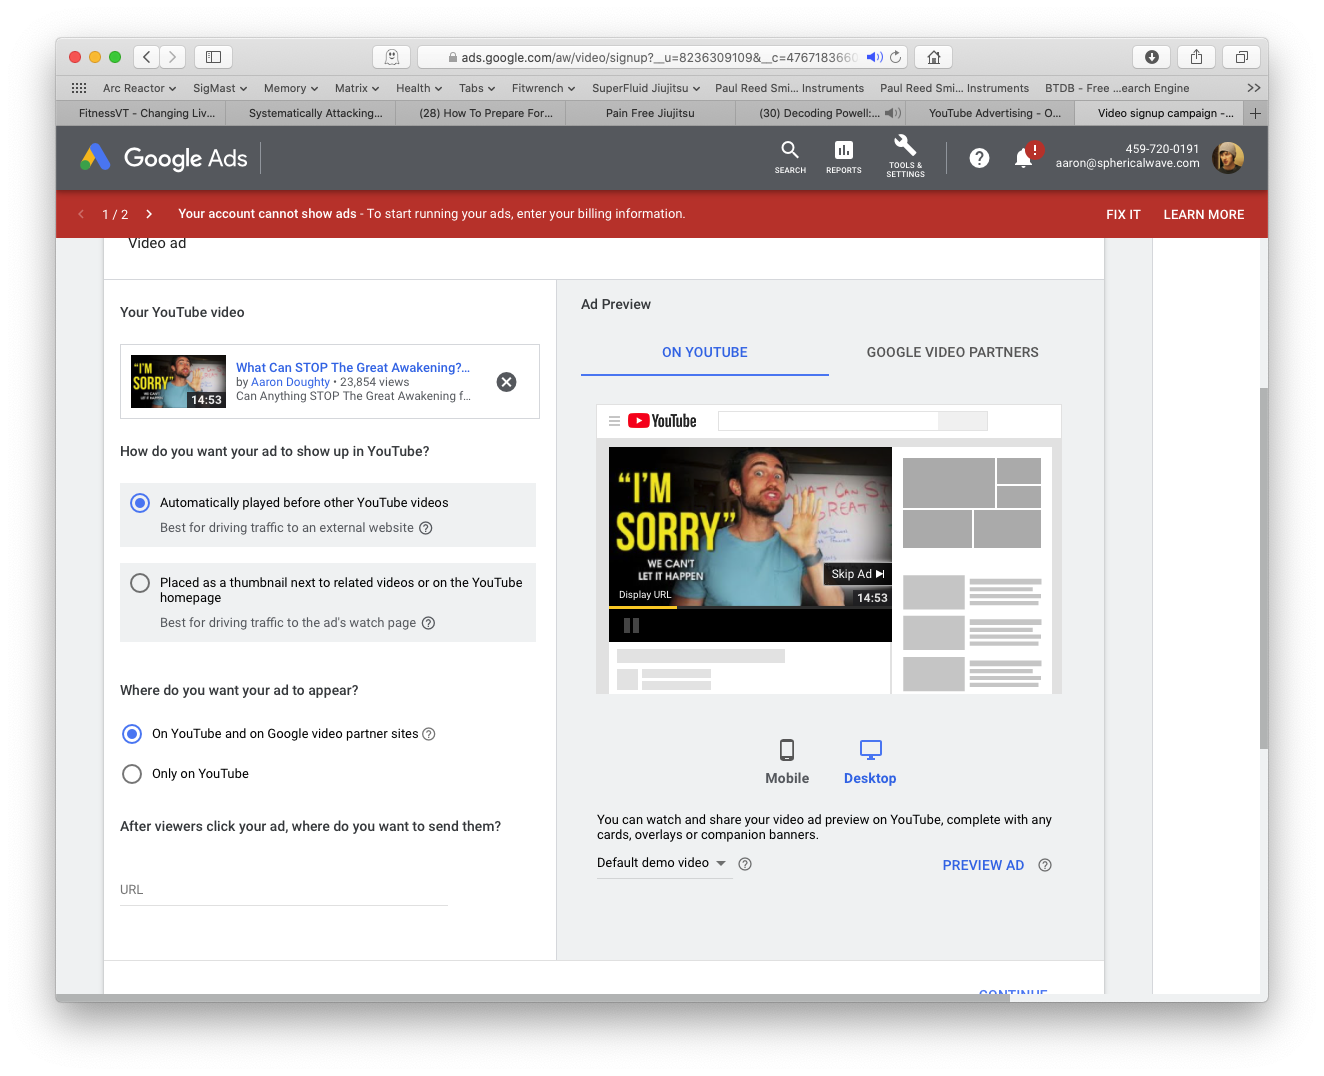 ads.google.com/aw/video/signup?__u=8236309109&__c=476718366
Arc Reactor SigMast Memory Matrix Health Tabs Fitwrench SuperFluid Jiujitsu Paul Reed Smi... Instruments Paul Reed Smi... Instruments BTDB - Free ...earch Engine >>
FitnessVT - Changing Liv... Systematically Attacking... (28) How To Prepare For... Pain Free Jiujitsu (30) Decoding Powell:... YouTube Advertising - O... Video signup campaign -... +
Google Ads
SEARCH
REPORTS
TOOLS &
SETTINGS
459-720-0191
aaron@sphericalwave.com
1 / 2
Your account cannot show ads - To start running your ads, enter your billing information.
FIX IT LEARN MORE
Video ad
Your YouTube video
"I'M
SORRY"
WE CAN'T
LET IT HAPPEN
14:53
What Can STOP The Great Awakening?...
by Aaron Doughty • 23,854 views
Can Anything STOP The Great Awakening f...
How do you want your ad to show up in YouTube?
Automatically played before other YouTube videos
Best for driving traffic to an external website
Placed as a thumbnail next to related videos or on the YouTube
homepage
Best for driving traffic to the ad's watch page
Where do you want your ad to appear?
On YouTube and on Google video partner sites
Only on YouTube
After viewers click your ad, where do you want to send them?
URL
Ad Preview
ON YOUTUBE GOOGLE VIDEO PARTNERS
YouTube
“I'M
SORRY”
WE CAN'T
LET IT HAPPEN
WHAT CAN ST
GREAT A
Skip Ad
Display URL
14:53
Mobile Desktop
You can watch and share your video ad preview on YouTube, complete with any
cards, overlays or companion banners.
Default demo video
PREVIEW AD
CONTINUE